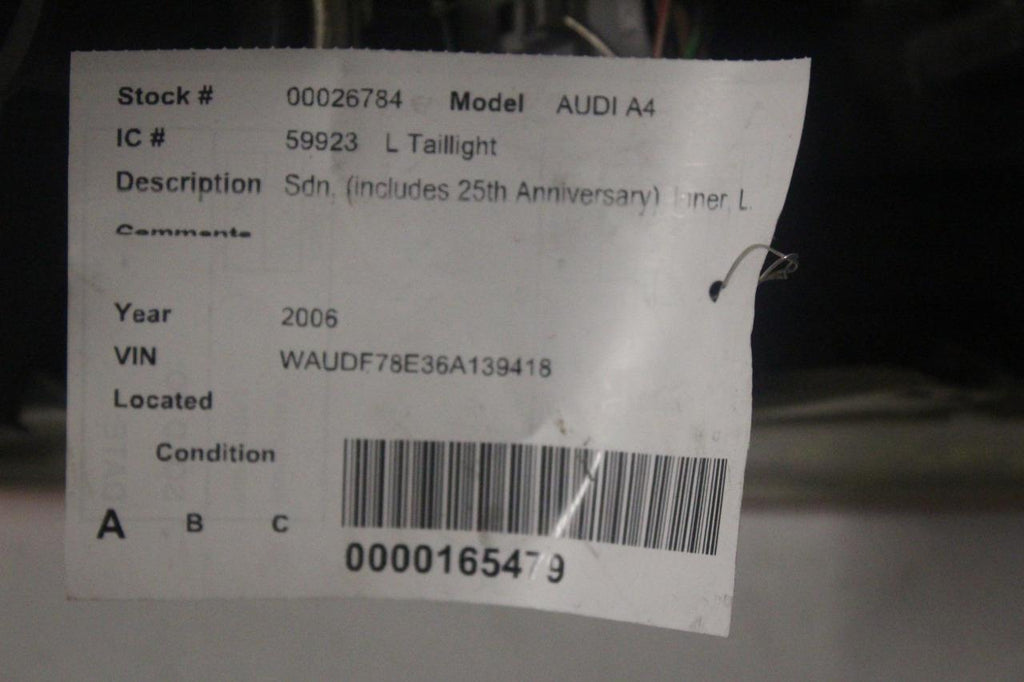 Stock # 00026784 Model AUDI A4
IC # 59923 L Taillight
Description Sdn, (includes 25th Anniversary) L.
Comments
Year 2006
VIN WAUDF78E36A139418
Located
Condition
A B C
0000165479